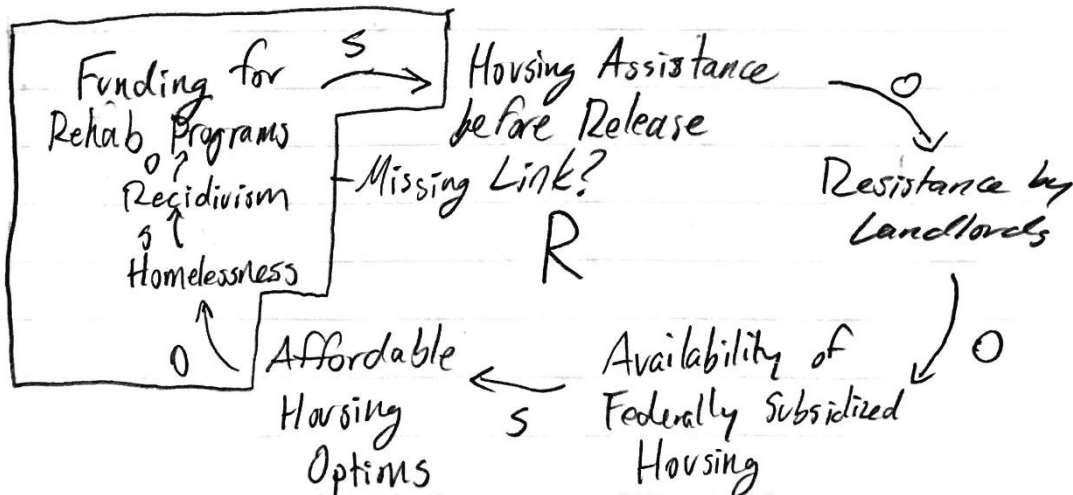 Funding for
Rehab Programs
S
Housing Assistance
before Release
O
Resistance by
Landlords
O
Availability of
Federally Subsidized
Housing
S
Affordable
Housing
Options
O
Homelessness
S
Recidivism
O
Missing Link?
R